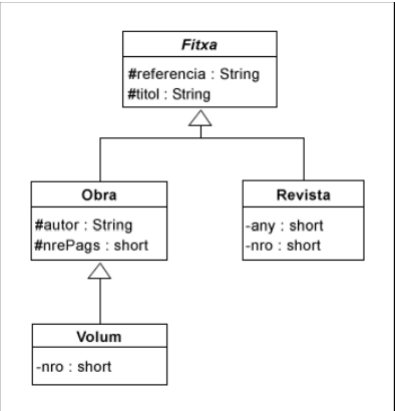 Fitxa
#referencia : String
#titol : String
Obra
#autor : String
#nrePags : short
Revista
-any : short
-nro : short
Volum
-nro : short